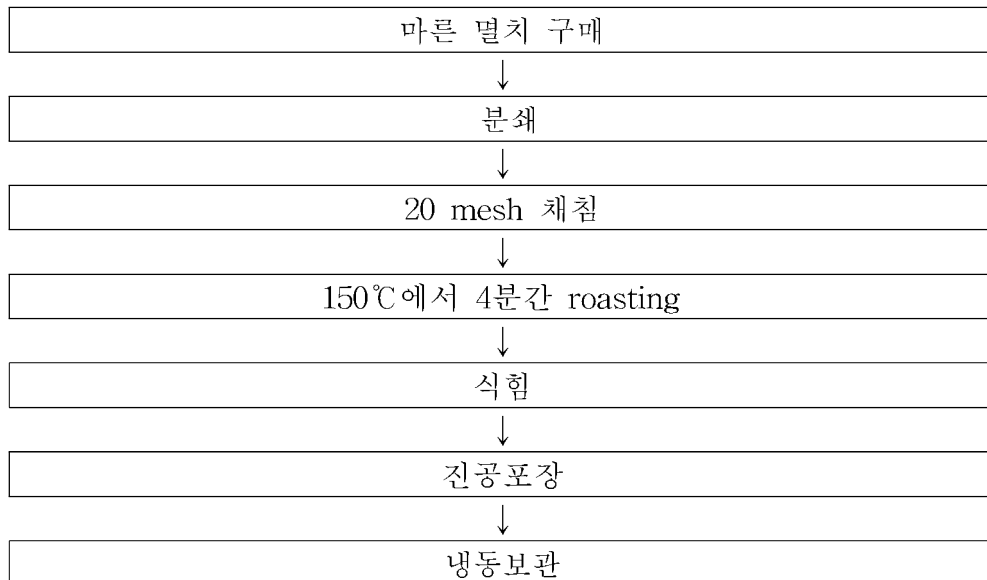 마른 멸치 구매
↓
분쇄
↓
20 mesh 채침
↓
150℃에서 4분간 roasting
↓
식힘
↓
진공포장
↓
냉동보관